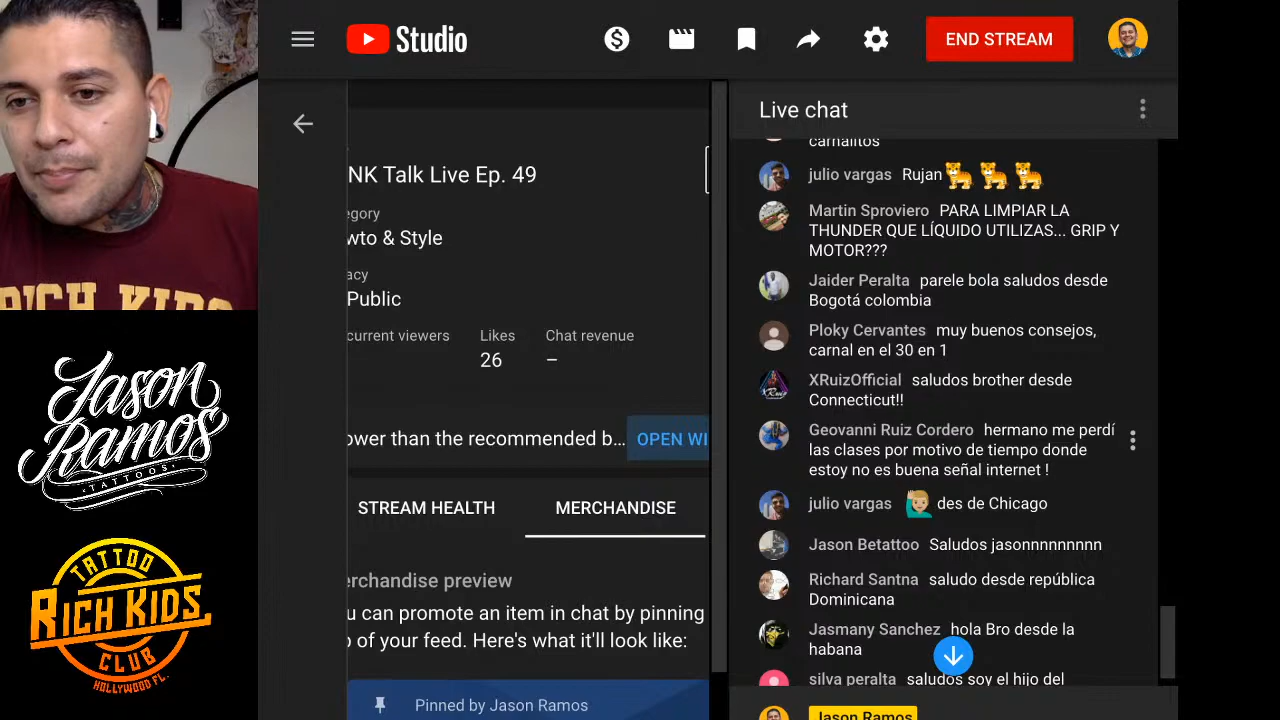 Studio
END STREAM
NK Talk Live Ep. 49
egory
wto & Style
acy
Public
current viewers
Likes
Chat revenue
26
–
ower than the recommended b...
OPEN WI
STREAM HEALTH
MERCHANDISE
erchandise preview
u can promote an item in chat by pinning
of your feed. Here's what it'll look like:
Pinned by Jason Ramos
Live chat
carnalitos
julio vargas Rujan🐯🐯🐯
Martin Sproviero PARA LIMPIAR LA
THUNDER QUE LÍQUIDO UTILIZAS... GRIP Y
MOTOR???
Jaider Peralta parele bola saludos desde
Bogotá colombia
Ploky Cervantes muy buenos consejos,
carnal en el 30 en 1
XRuizOfficial saludos brother desde
Connecticut!!
Geovanni Ruiz Cordero hermano me perdí
las clases por motivo de tiempo donde
estoy no es buena señal internet !
julio vargas 🙋🏼‍♂️ des de Chicago
Jason Betattoo Saludos jasonnnnnnnnn
Richard Santna saludo desde república
Dominicana
Jasmany Sanchez hola Bro desde la
habana
silva peralta saludos soy el hijo del
Jason Ramos
RICH KIDS
Jason
Ramos
TATTOOS
TATTOO
RICH KIDS
CLUB
HOLLYWOOD FL.